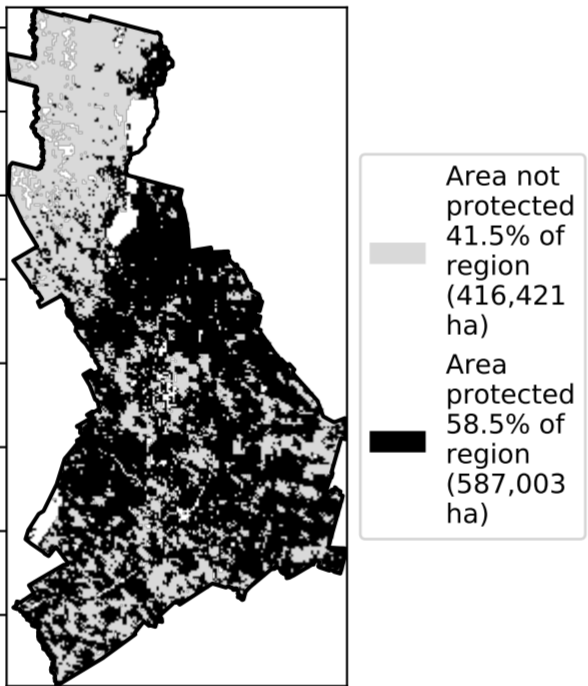 Area not
protected
41.5% of
region
(416,421
ha)
Area
protected
58.5% of
region
(587,003
ha)